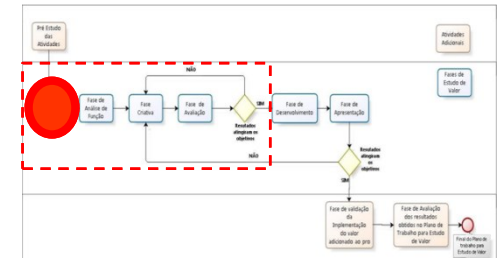 Pré Estudo
das
Atividades
Atividades
Adicionais
NÃO
Fases de
Estudo de
Valor
Fase de
Análise de
Função
Fase
Criativa
Fase de
Avaliação
SIM
Resultados
atingiram os
objetivos
Fase de
Desenvolvimento
Fase de
Apresentação
NÃO
Resultados
atingiram
os
objetivos
SIM
Fase de validação
da
Implementação
do valor
adicionado ao pro
Fase de Avaliação
dos resultados
obtidos no Plano de
Trabalho para Estudo
de Valor
Final do Plano de
trabalho para
Estudo de Valor